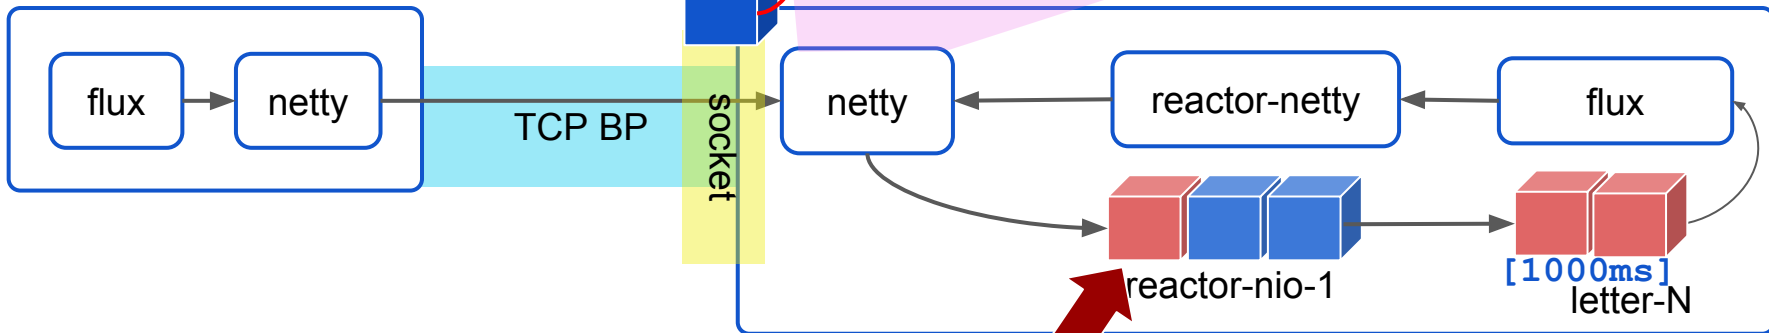 flux
netty
TCP BP
socket
netty
reactor-netty
flux
reactor-nio-1
[1000ms]
letter-N